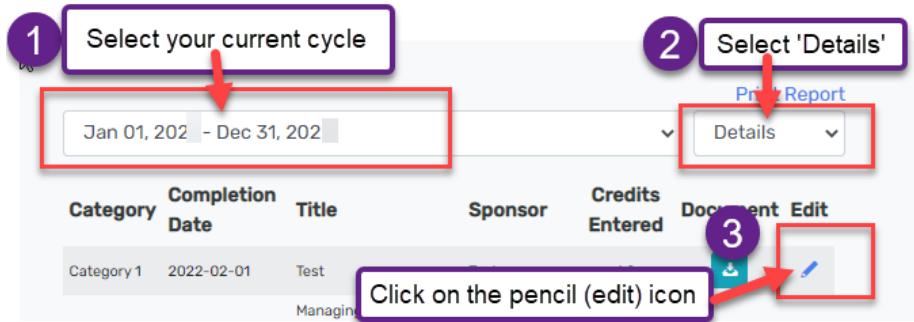 1 Select your current cycle
2 Select 'Details'
Print Report
Jan 01, 202 - Dec 31, 202
Details
Category Completion Date Title Sponsor Credits Entered Document Edit
3
Category 1 2022-02-01 Test
Click on the pencil (edit) icon
Managing